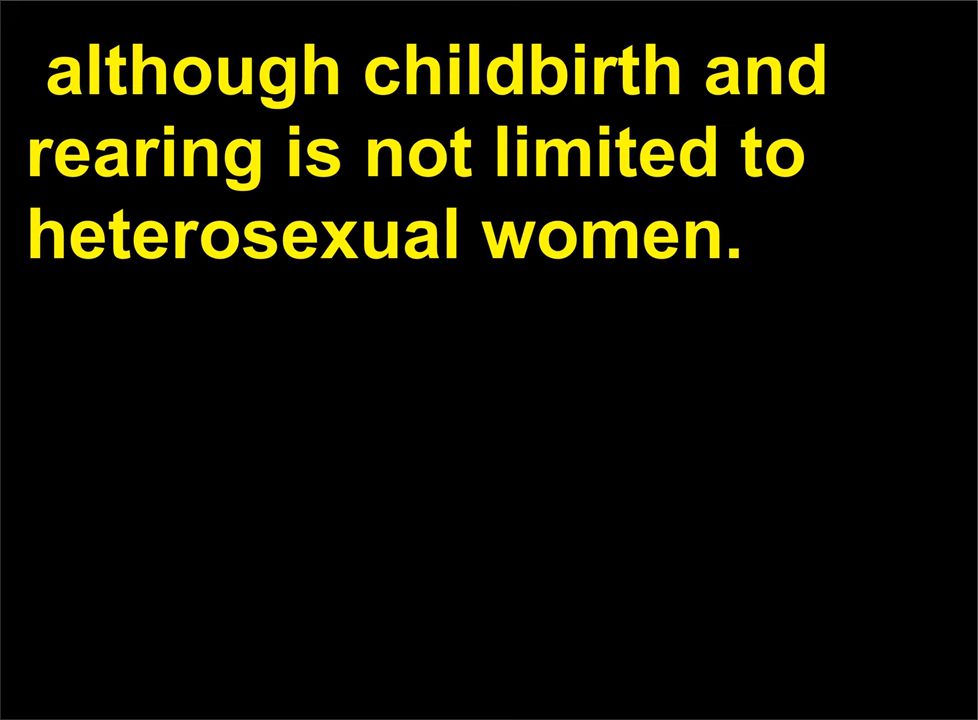 although childbirth and
rearing is not limited to
heterosexual women.